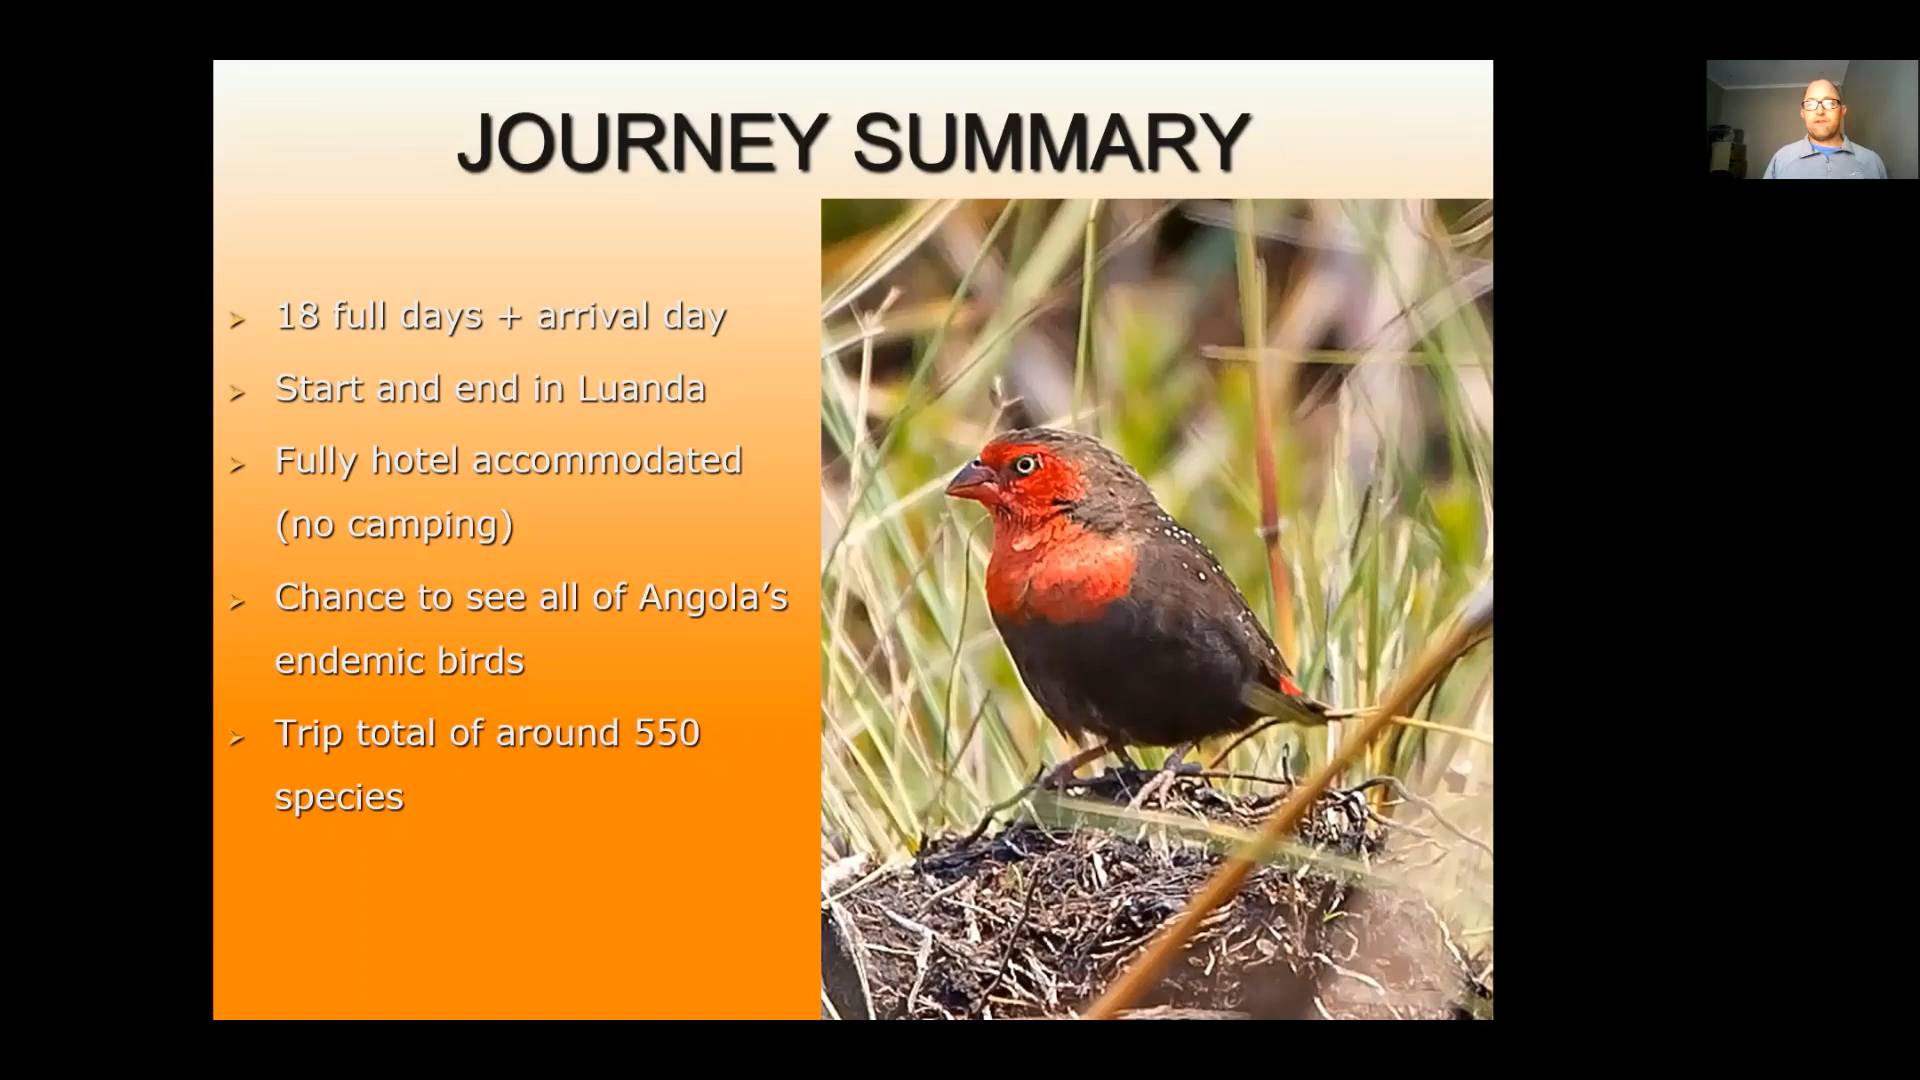 JOURNEY SUMMARY
18 full days + arrival day
Start and end in Luanda
Fully hotel accommodated
(no camping)
Chance to see all of Angola’s
endemic birds
Trip total of around 550
species